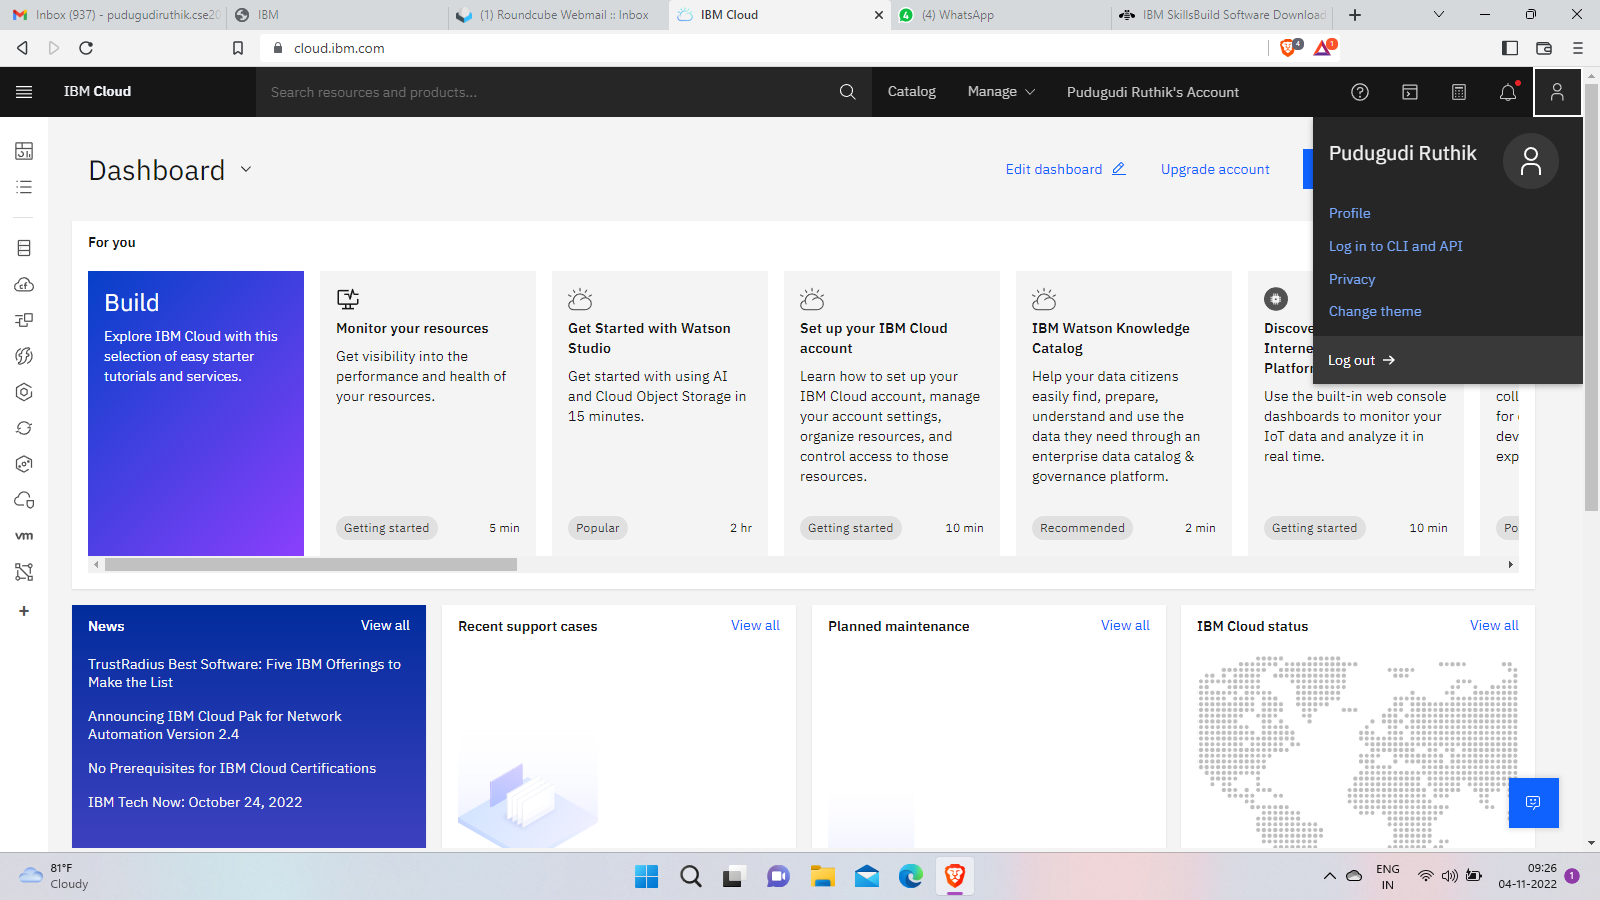 Inbox (937) - pudugudiruthik.cse20
IBM
(1) Roundcube Webmail :: Inbox
IBM Cloud
4
(4) WhatsApp
IBM SkillsBuild Software Download
cloud.ibm.com
4
1
IBM Cloud
Search resources and products...
Catalog
Manage
Pudugudi Ruthik's Account
Pudugudi Ruthik
Profile
Log in to CLI and API
Privacy
Change theme
Log out →
Dashboard
Edit dashboard
Upgrade account
cf
vm
For you
Build
Explore IBM Cloud with this
selection of easy starter
tutorials and services.
Monitor your resources
Get visibility into the
performance and health of
your resources.
Getting started
5 min
Get Started with Watson
Studio
Get started with using AI
and Cloud Object Storage in
15 minutes.
Popular
2 hr
Set up your IBM Cloud
account
Learn how to set up your
IBM Cloud account, manage
your account settings,
organize resources, and
control access to those
resources.
Getting started
10 min
IBM Watson Knowledge
Catalog
Help your data citizens
easily find, prepare,
understand and use the
data they need through an
enterprise data catalog &
governance platform.
Recommended
2 min
Discove
Interne
Platforr
Use the built-in web console
dashboards to monitor your
IoT data and analyze it in
real time.
Getting started
10 min
coll
for
dev
exp
Po
News
View all
TrustRadius Best Software: Five IBM Offerings to
Make the List
Announcing IBM Cloud Pak for Network
Automation Version 2.4
No Prerequisites for IBM Cloud Certifications
IBM Tech Now: October 24, 2022
Recent support cases
View all
Planned maintenance
View all
IBM Cloud status
View all
81°F
Cloudy
ENG
IN
09:26
04-11-2022
1